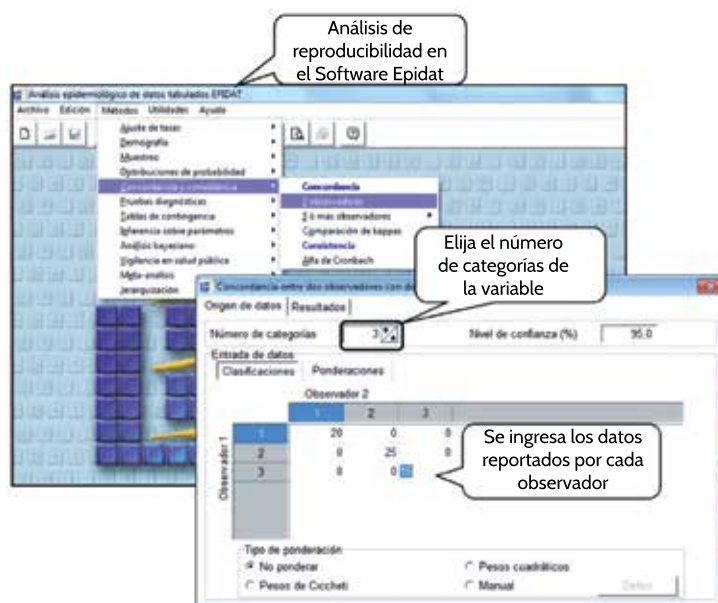 Análisis de
reproducibilidad en
el Software Epidat
Análisis epidemiológico de datos tabulados EPIDAT
Archivo Edición Métodos Utilidades Ayuda
Ajuste de tasas
Demografía
Muestreo
Distribuciones de probabilidad
Concordancia y consistencia
Pruebas diagnósticas
Tablas de contingencia
Inferencia sobre parámetros
Análisis bayesiano
Vigilancia en salud pública
Meta-análisis
Jerarquización
Concordancia
2 observadores
3 ó más observadores
Comparación de kappas
Consistencia
Alfa de Cronbach
Elija el número
de categorías de
la variable
Concordancia entre dos observadores con
Origen de datos Resultados
Número de categorías 3 Nivel de confianza (%) 95.0
Entrada de datos
Clasificaciones Ponderaciones
Observador 2
1 2 3
Observador 1
1 20 0 0
2 0 25 0
3 0 0
Se ingresa los datos
reportados por cada
observador
Tipo de ponderación
No ponderar Pesos cuadráticos
Pesos de Ciccheti Manual